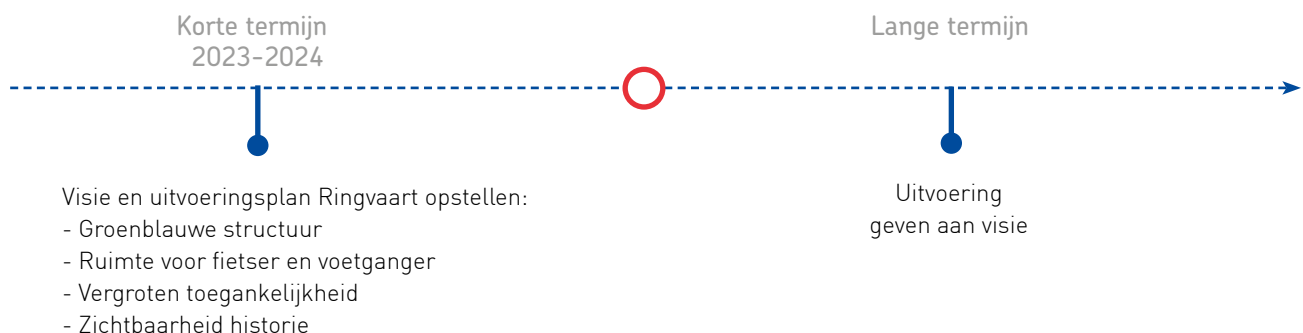 Korte termijn
2023-2024
Lange termijn
Visie en uitvoeringsplan Ringvaart opstellen:
- Groenblauwe structuur
- Ruimte voor fietser en voetganger
- Vergroten toegankelijkheid
- Zichtbaarheid historie
Uitvoering
geven aan visie